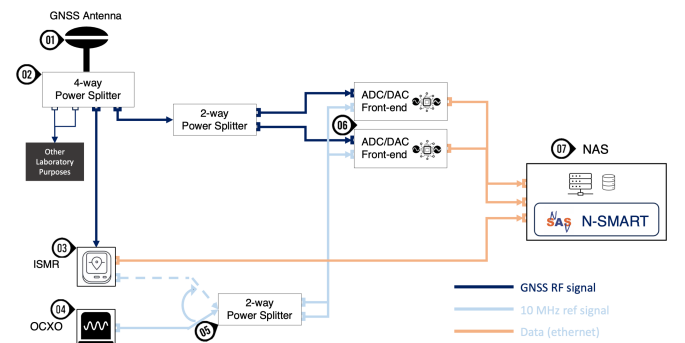 GNSS Antenna
01
02
4-way
Power Splitter
2-way
Power Splitter
ADC/DAC
Front-end
06
ADC/DAC
Front-end
Other
Laboratory
Purposes
07 NAS
SAS N-SMART
03
ISMR
04
OCXO
2-way
Power Splitter
05
GNSS RF signal
10 MHz ref signal
Data (ethernet)